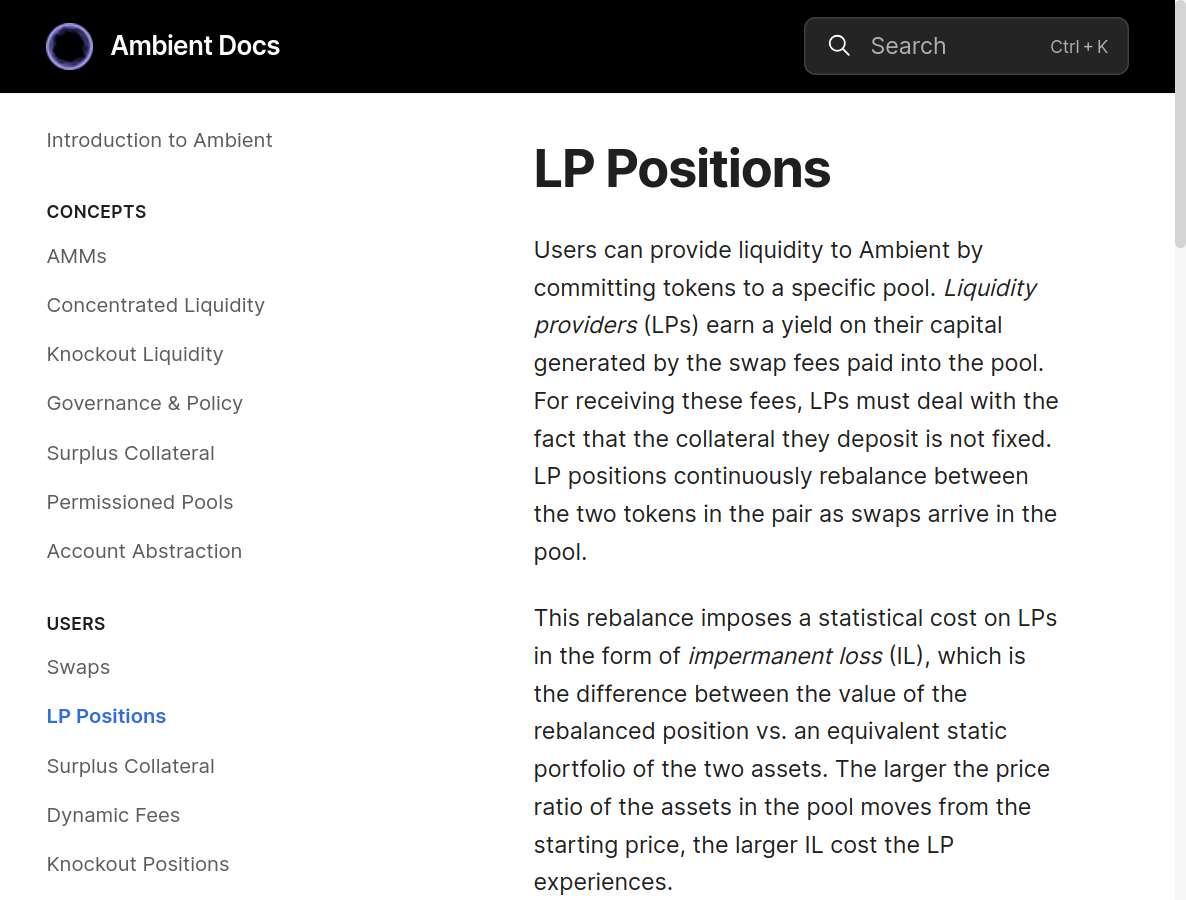 Ambient Docs
Search
Ctrl + K
Introduction to Ambient
CONCEPTS
AMMs
Concentrated Liquidity
Knockout Liquidity
Governance & Policy
Surplus Collateral
Permissioned Pools
Account Abstraction
USERS
Swaps
LP Positions
Surplus Collateral
Dynamic Fees
Knockout Positions
LP Positions
Users can provide liquidity to Ambient by
committing tokens to a specific pool. Liquidity
providers (LPs) earn a yield on their capital
generated by the swap fees paid into the pool.
For receiving these fees, LPs must deal with the
fact that the collateral they deposit is not fixed.
LP positions continuously rebalance between
the two tokens in the pair as swaps arrive in the
pool.
This rebalance imposes a statistical cost on LPs
in the form of impermanent loss (IL), which is
the difference between the value of the
rebalanced position vs. an equivalent static
portfolio of the two assets. The larger the price
ratio of the assets in the pool moves from the
starting price, the larger IL cost the LP
experiences.